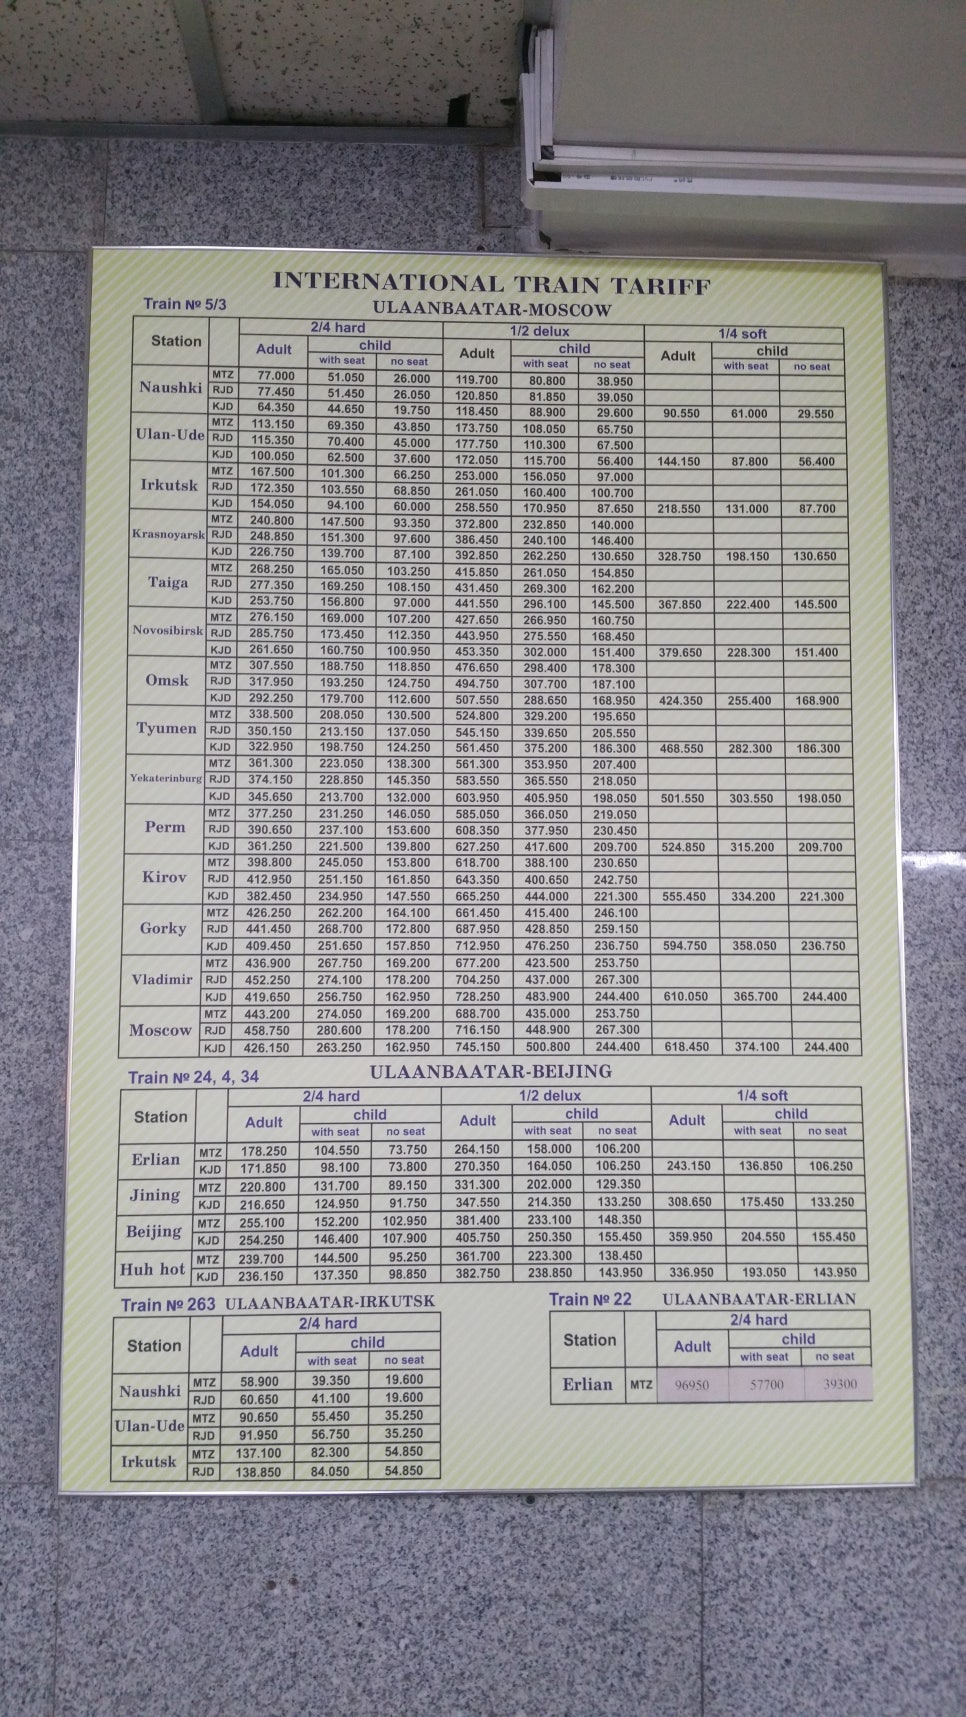 INTERNATIONAL TRAIN TARIFF
Train № 5/3 ULAANBAATAR-MOSCOW
Station 2/4 hard 1/2 delux 1/4 soft
Adult child Adult child Adult child
with seat no seat with seat no seat with seat no seat
Naushki MTZ 77.000 51.050 26.000 119.700 80.800 38.950
RJD 77.450 51.450 26.050 120.850 81.850 39.050
KJD 64.350 44.650 19.750 118.450 88.900 29.600 90.550 61.000 29.550
Ulan-Ude MTZ 113.150 69.350 43.850 173.750 108.050 65.750
RJD 115.350 70.400 45.000 177.750 110.300 67.500
KJD 100.050 62.500 37.600 172.050 115.700 56.400 144.150 87.800 56.400
Irkutsk MTZ 167.500 101.300 66.250 253.000 156.050 97.000
RJD 172.350 103.550 68.850 261.050 160.400 100.700
KJD 154.050 94.100 60.000 258.550 170.950 87.650 218.550 131.000 87.700
Krasnoyarsk MTZ 240.800 147.500 93.350 372.800 232.850 140.000
RJD 248.850 151.300 97.600 386.450 240.100 146.400
KJD 226.750 139.700 87.100 392.850 262.250 130.650 328.750 198.150 130.650
Taiga MTZ 268.250 165.050 103.250 415.850 261.050 154.850
RJD 277.350 169.250 108.150 431.450 269.300 162.200
KJD 253.750 156.800 97.000 441.550 296.100 145.500 367.850 222.400 145.500
Novosibirsk MTZ 276.150 169.000 107.200 427.650 266.950 160.750
RJD 285.750 173.450 112.350 443.950 275.550 168.450
KJD 261.650 160.750 100.950 453.350 302.000 151.400 379.650 228.300 151.400
Omsk MTZ 307.550 188.750 118.850 476.650 298.400 178.300
RJD 317.950 193.250 124.750 494.750 307.700 187.100
KJD 292.250 179.700 112.600 507.550 288.650 168.950 424.350 255.400 168.900
Tyumen MTZ 338.500 208.050 130.500 524.800 329.200 195.650
RJD 350.150 213.150 137.050 545.150 339.650 205.550
KJD 322.950 198.750 124.250 561.450 375.200 186.300 468.550 282.300 186.300
Yekaterinburg MTZ 361.300 223.050 138.300 561.300 353.950 207.400
RJD 374.150 228.850 145.350 583.550 365.550 218.050
KJD 345.650 213.700 132.000 603.950 405.950 198.050 501.550 303.550 198.050
Perm MTZ 377.250 231.250 146.050 585.050 366.050 219.050
RJD 390.650 237.100 153.600 608.350 377.950 230.450
KJD 361.250 221.500 139.800 627.250 417.600 209.700 524.850 315.200 209.700
Kirov MTZ 398.800 245.050 153.800 618.700 388.100 230.650
RJD 412.950 251.150 161.850 643.350 400.650 242.750
KJD 382.450 234.950 147.550 665.250 444.000 221.300 555.450 334.200 221.300
Gorky MTZ 426.250 262.200 164.100 661.450 415.400 246.100
RJD 441.450 268.700 172.800 687.950 428.850 259.150
KJD 409.450 251.650 157.850 712.950 476.250 236.750 594.750 358.050 236.750
Vladimir MTZ 436.900 267.750 169.200 677.200 423.500 253.750
RJD 452.250 274.100 178.200 704.250 437.000 267.300
KJD 419.650 256.750 162.950 728.250 483.900 244.400 610.050 365.700 244.400
Moscow MTZ 443.200 274.050 169.200 688.700 435.000 253.750
RJD 458.750 280.600 178.200 716.150 448.900 267.300
KJD 426.150 263.250 162.950 745.150 500.800 244.400 618.450 374.100 244.400
Train № 24, 4, 34 ULAANBAATAR-BEIJING
Station 2/4 hard 1/2 delux 1/4 soft
Adult child Adult child Adult child
with seat no seat with seat no seat with seat no seat
Erlian MTZ 178.250 104.550 73.750 264.150 158.000 106.200
KJD 171.850 98.100 73.800 270.350 164.050 106.250 243.150 136.850 106.250
Jining MTZ 220.800 131.700 89.150 331.300 202.000 129.350
KJD 216.650 124.950 91.750 347.550 214.350 133.250 308.650 175.450 133.250
Beijing MTZ 255.100 152.200 102.950 381.400 233.100 148.350
KJD 254.250 146.400 107.900 405.750 250.350 155.450 359.950 204.550 155.450
Huh hot MTZ 239.700 144.500 95.250 361.700 223.300 138.450
KJD 236.150 137.350 98.850 382.750 238.850 143.950 336.950 193.050 143.950
Train № 263 ULAANBAATAR-IRKUTSK
Station 2/4 hard
Adult child
with seat no seat
Naushki MTZ 58.900 39.350 19.600
RJD 60.650 41.100 19.600
Ulan-Ude MTZ 90.650 55.450 35.250
RJD 91.950 56.750 35.250
Irkutsk MTZ 137.100 82.300 54.850
RJD 138.850 84.050 54.850
Train № 22 ULAANBAATAR-ERLIAN
Station 2/4 hard
Adult child
with seat no seat
Erlian MTZ 96950 57700 39300